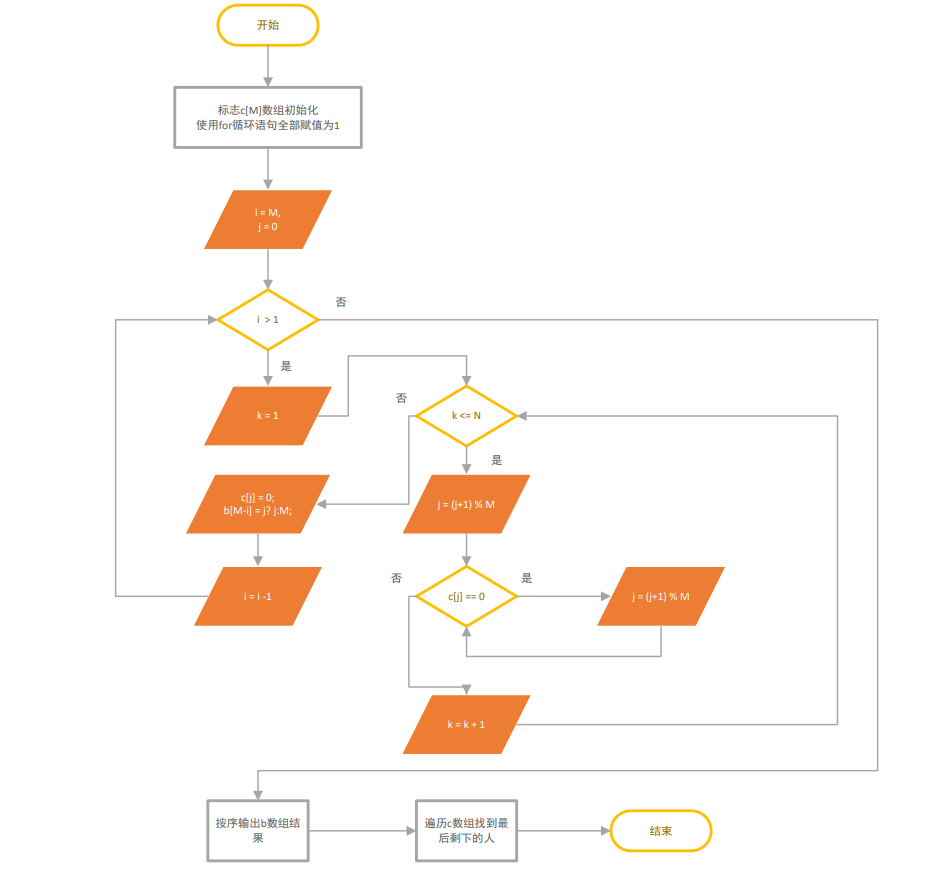 开始
标志c[M]数组初始化
使用for循环语句全部赋值为1
i = M,
j = 0
i > 1
否
是
k = 1
否
k <= N
是
c[j] = 0;
b[M-i] = j? j:M;
j = (j+1) % M
i = i -1
否
c[j] == 0
是
j = (j+1) % M
k = k + 1
按序输出b数组结
果
遍历c数组找到最
后剩下的人
结束